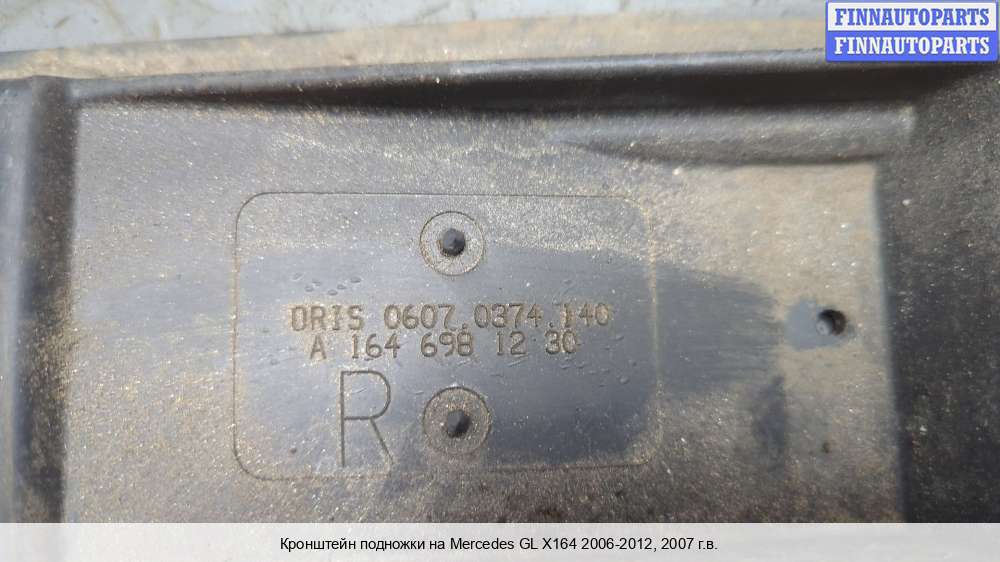 FINNAUTOPARTS
FINNAUTOPARTS
ORIS 0607.0374.140
A 164 698 12 30
R
Кронштейн подножки на Mercedes GL X164 2006-2012, 2007 г.в.